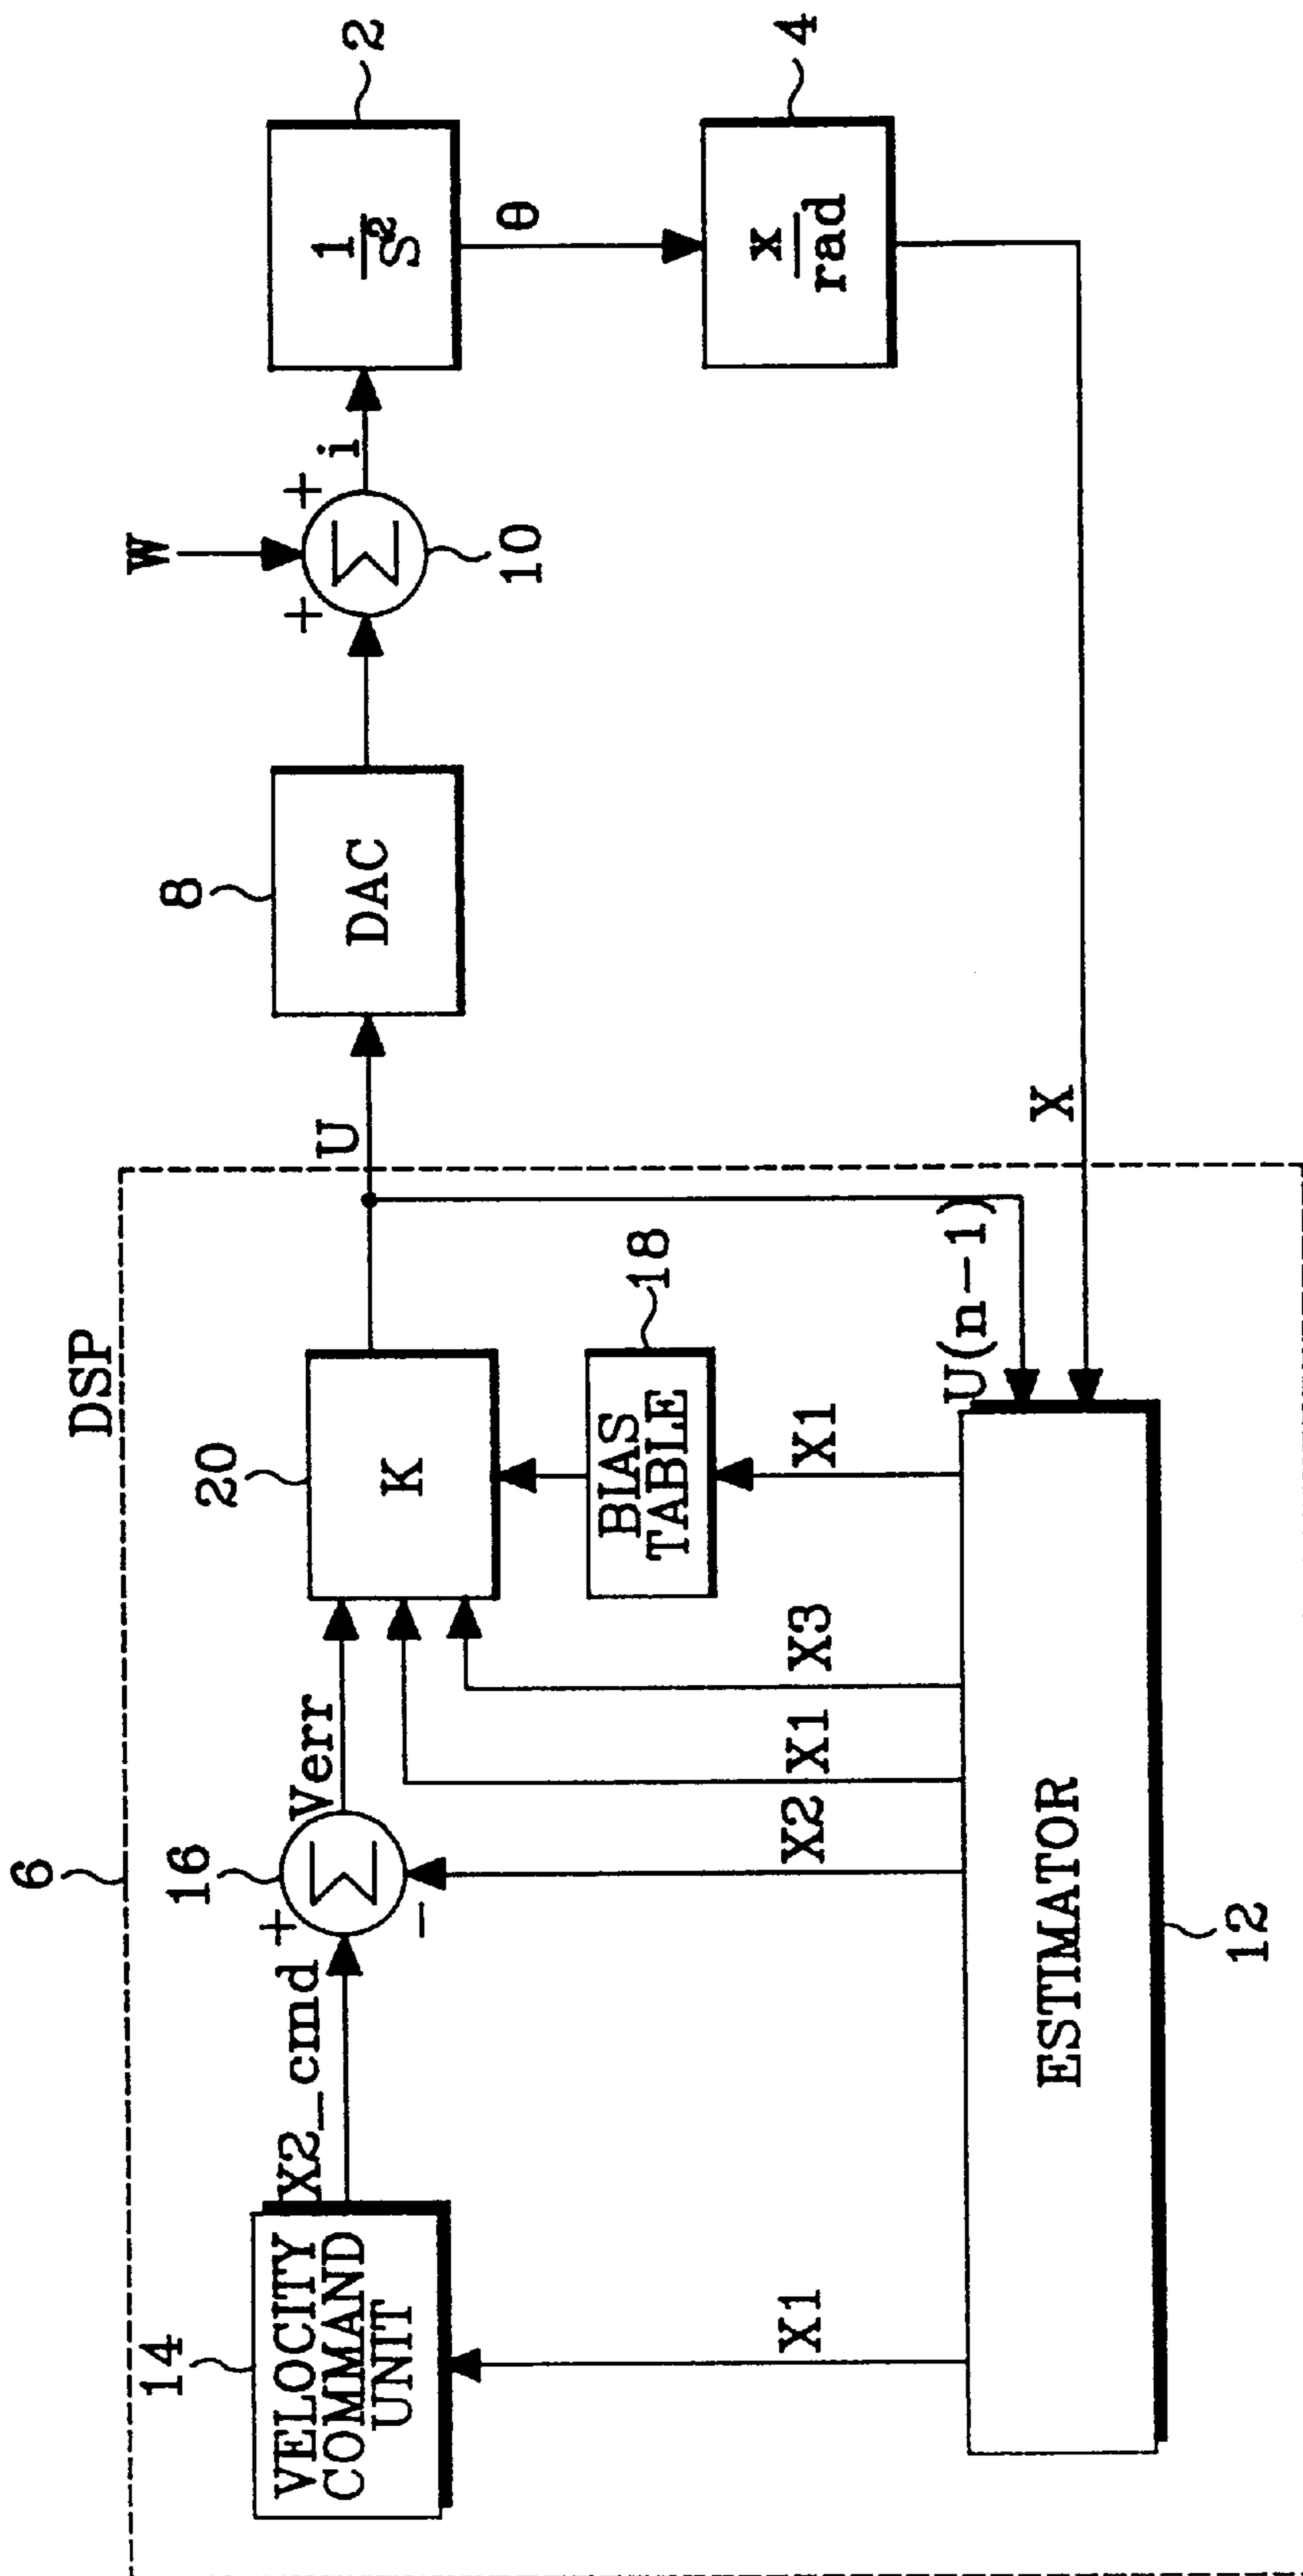 6
DSP
14
VELOCITY
COMMAND
UNIT
X2_cmd
+
-
16
Σ
Verr
20
K
U
8
DAC
W
+
+
Σ
10
i
1
S²
2
θ
x
rad
4
18
BIAS
TABLE
X1
X2
X1
X3
X1
U(n-1)
X
ESTIMATOR
12